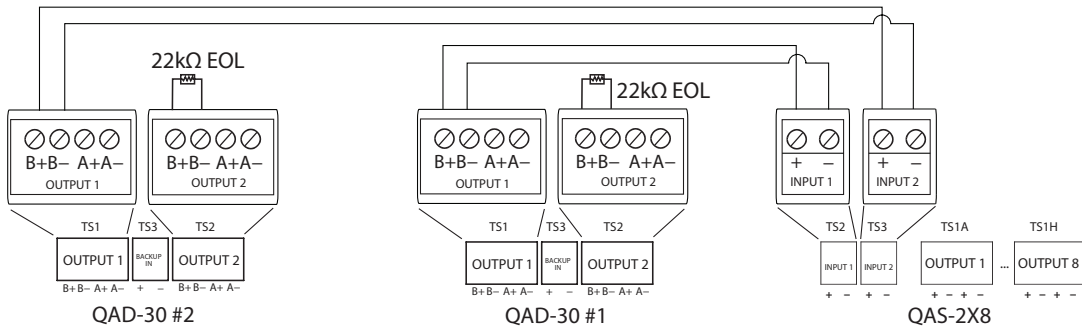 22kΩ EOL
22kΩ EOL
B+B– A+A–
OUTPUT 1
B+B– A+A–
OUTPUT 2
B+B– A+A–
OUTPUT 1
B+B– A+A–
OUTPUT 2
+ –
INPUT 1
+ –
INPUT 2
TS1 TS3 TS2
TS1 TS3 TS2
TS2 TS3 TS1A TS1H
OUTPUT 1
BACKUP
IN
OUTPUT 2
OUTPUT 1
BACKUP
IN
OUTPUT 2
INPUT 1
INPUT 2
OUTPUT 1
...
OUTPUT 8
B+B– A+ A– + – B+B– A+ A–
B+B– A+ A– + – B+B– A+ A–
+ – + – + – + – + – + –
QAD-30 #2
QAD-30 #1
QAS-2X8